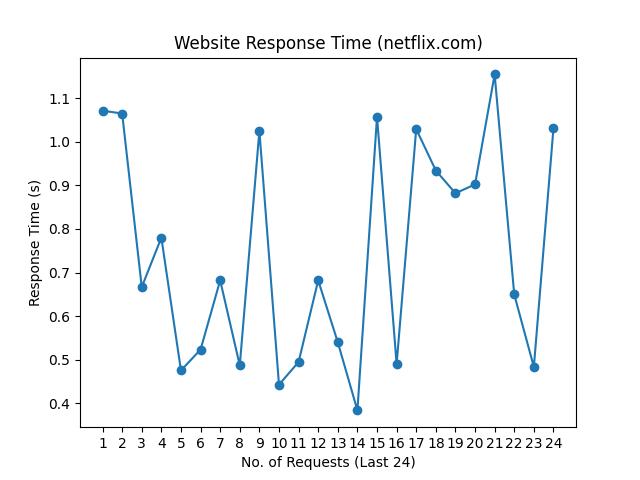 Website Response Time (netflix.com)
Response Time (s)
1.1
1.0
0.9
0.8
0.7
0.6
0.5
0.4
1 2 3 4 5 6 7 8 9 10 11 12 13 14 15 16 17 18 19 20 21 22 23 24
No. of Requests (Last 24)